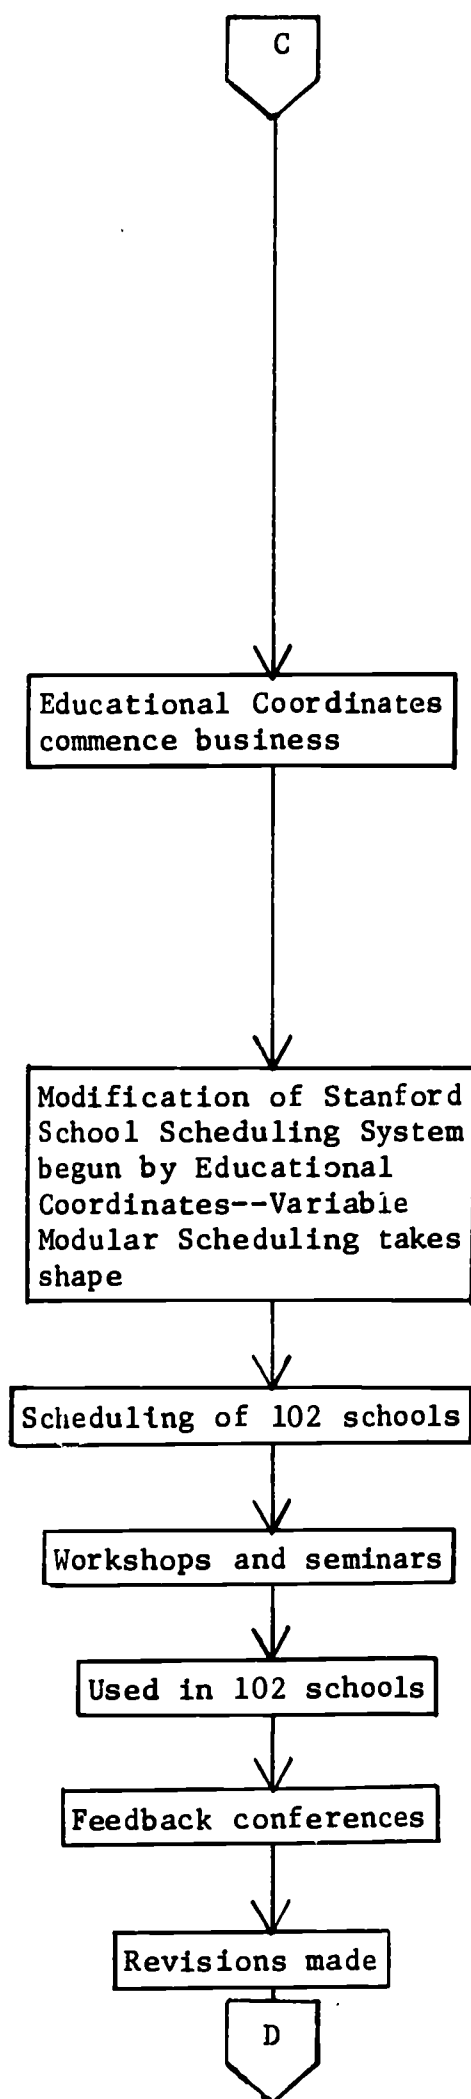 C
Educational Coordinates
commence business
Modification of Stanford
School Scheduling System
begun by Educational
Coordinates--Variable
Modular Scheduling takes
shape
Scheduling of 102 schools
Workshops and seminars
Used in 102 schools
Feedback conferences
Revisions made
D